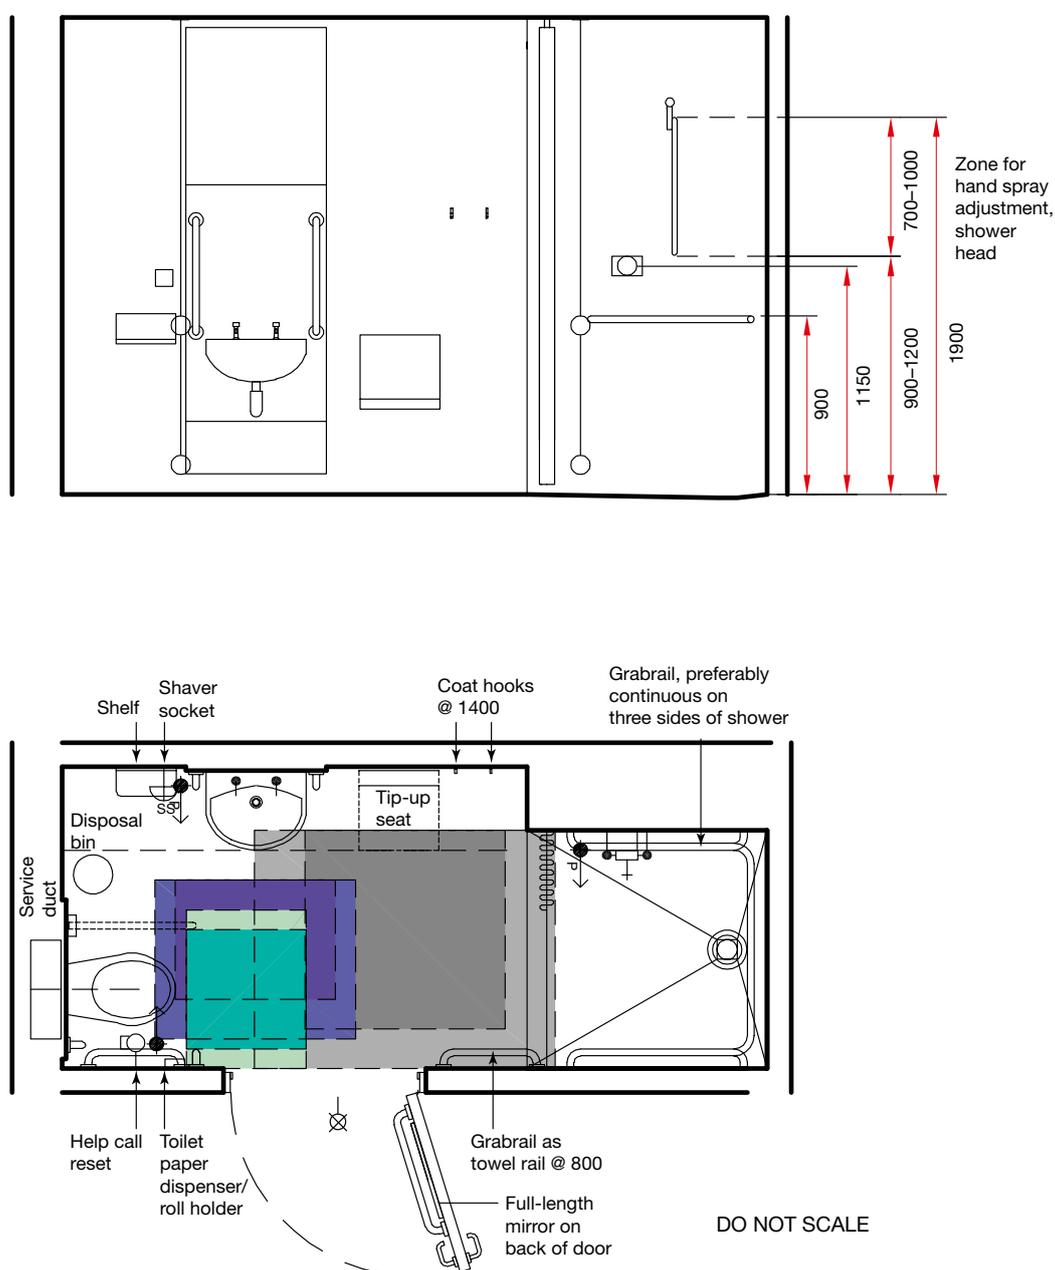 700–1000
Zone for
hand spray
adjustment,
shower
head
900
1150
900–1200
1900
Shelf
Shaver
socket
Coat hooks
@ 1400
Grabrail, preferably
continuous on
three sides of shower
Disposal
bin
SS
P
Tip-up
seat
P
Service
duct
Help call
reset
Toilet
paper
dispenser/
roll holder
Grabrail as
towel rail @ 800
Full-length
mirror on
back of door
DO NOT SCALE